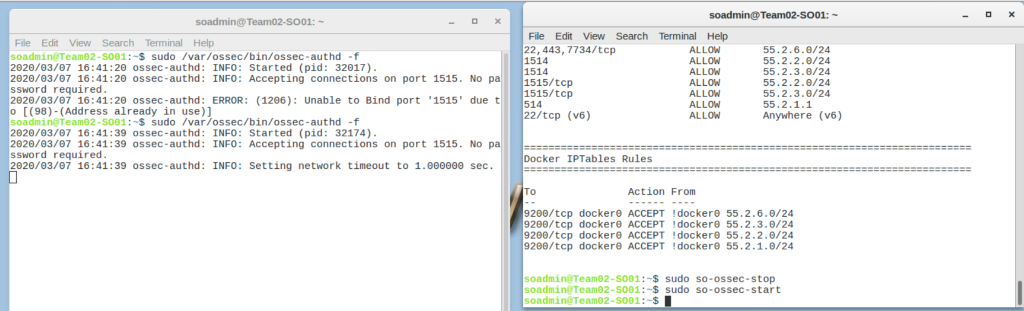 soadmin@Team02-SO01: ~
File Edit View Search Terminal Help
soadmin@Team02-SO01:~$ sudo /var/ossec/bin/ossec-authd -f
2020/03/07 16:41:20 ossec-authd: INFO: Started (pid: 32017).
2020/03/07 16:41:20 ossec-authd: INFO: Accepting connections on port 1515. No pa
ssword required.
2020/03/07 16:41:20 ossec-authd: ERROR: (1206): Unable to Bind port '1515' due t
o [(98)-(Address already in use)]
soadmin@Team02-SO01:~$ sudo /var/ossec/bin/ossec-authd -f
2020/03/07 16:41:39 ossec-authd: INFO: Started (pid: 32174).
2020/03/07 16:41:39 ossec-authd: INFO: Accepting connections on port 1515. No pa
ssword required.
2020/03/07 16:41:39 ossec-authd: INFO: Setting network timeout to 1.000000 sec.
soadmin@Team02-SO01: ~
File Edit View Search Terminal Help
22,443,7734/tcp ALLOW 55.2.6.0/24
1514 ALLOW 55.2.2.0/24
1514 ALLOW 55.2.3.0/24
1515/tcp ALLOW 55.2.2.0/24
1515/tcp ALLOW 55.2.3.0/24
514 ALLOW 55.2.1.1
22/tcp (v6) ALLOW Anywhere (v6)
=========================================================================
Docker IPTables Rules
=========================================================================
To Action From
-- ------ ----
9200/tcp docker0 ACCEPT !docker0 55.2.6.0/24
9200/tcp docker0 ACCEPT !docker0 55.2.3.0/24
9200/tcp docker0 ACCEPT !docker0 55.2.2.0/24
9200/tcp docker0 ACCEPT !docker0 55.2.1.0/24
soadmin@Team02-SO01:~$ sudo so-ossec-stop
soadmin@Team02-SO01:~$ sudo so-ossec-start
soadmin@Team02-SO01:~$